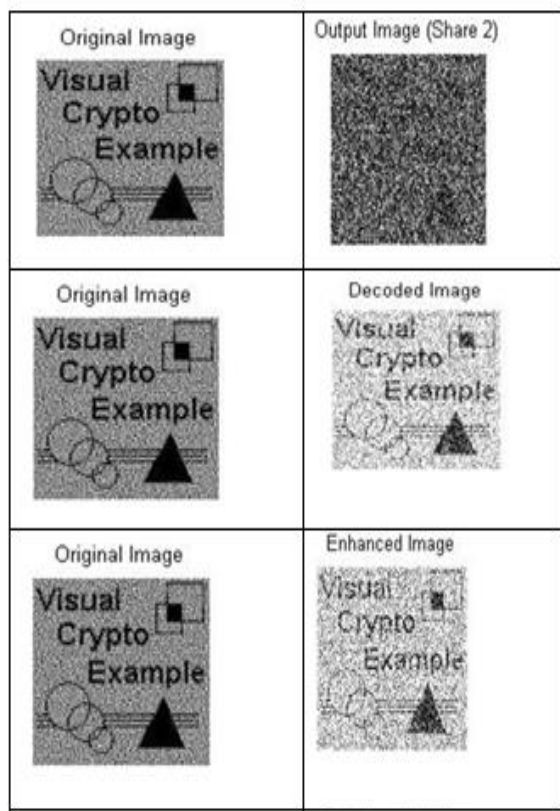 Original Image
Visual
Crypto
Example
Output Image (Share 2)
Original Image
Visual
Crypto
Example
Decoded Image
Visual
Crypto
Example
Original Image
Visual
Crypto
Example
Enhanced Image
Visual
Crypto
Example